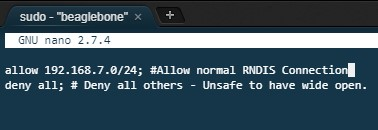 sudo - "beaglebone" × +
GNU nano 2.7.4
allow 192.168.7.0/24; #Allow normal RNDIS Connection
deny all; # Deny all others - Unsafe to have wide open.